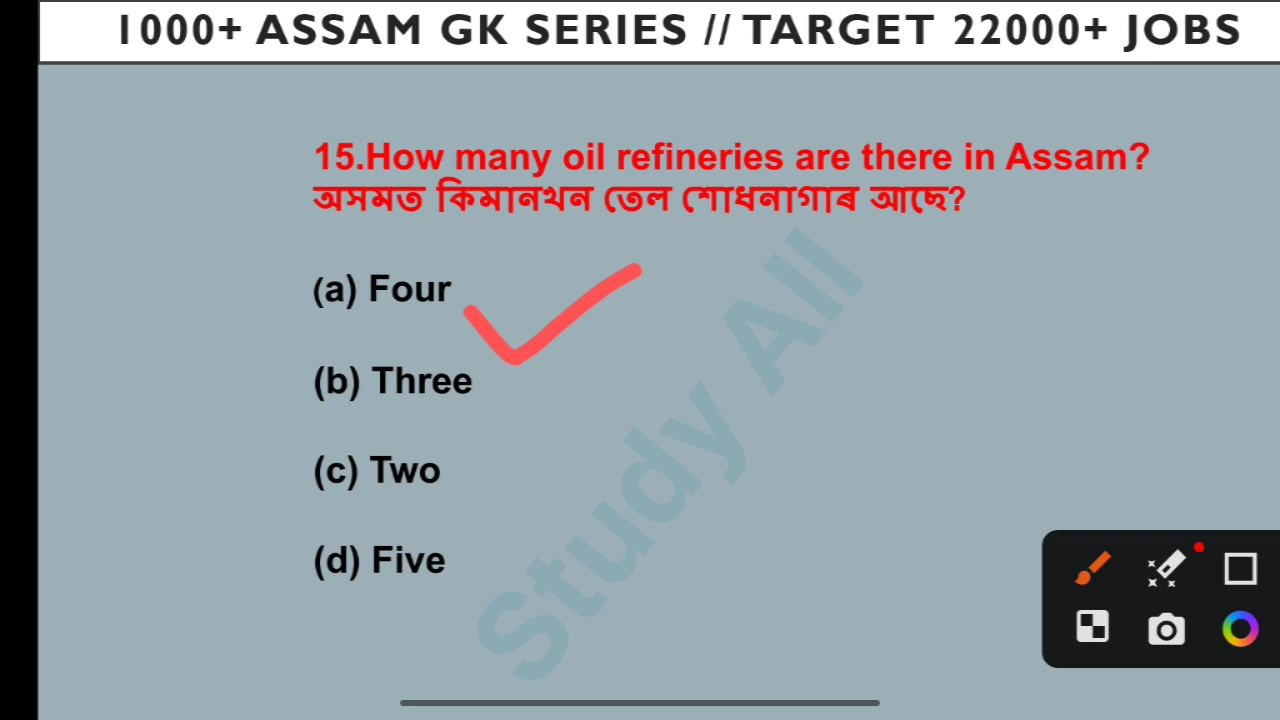 1000+ ASSAM GK SERIES // TARGET 22000+ JOBS
15.How many oil refineries are there in Assam?
অসমত কিমানখন তেল শোধনাগাৰ আছে?
(a) Four
(b) Three
(c) Two
(d) Five
Study All